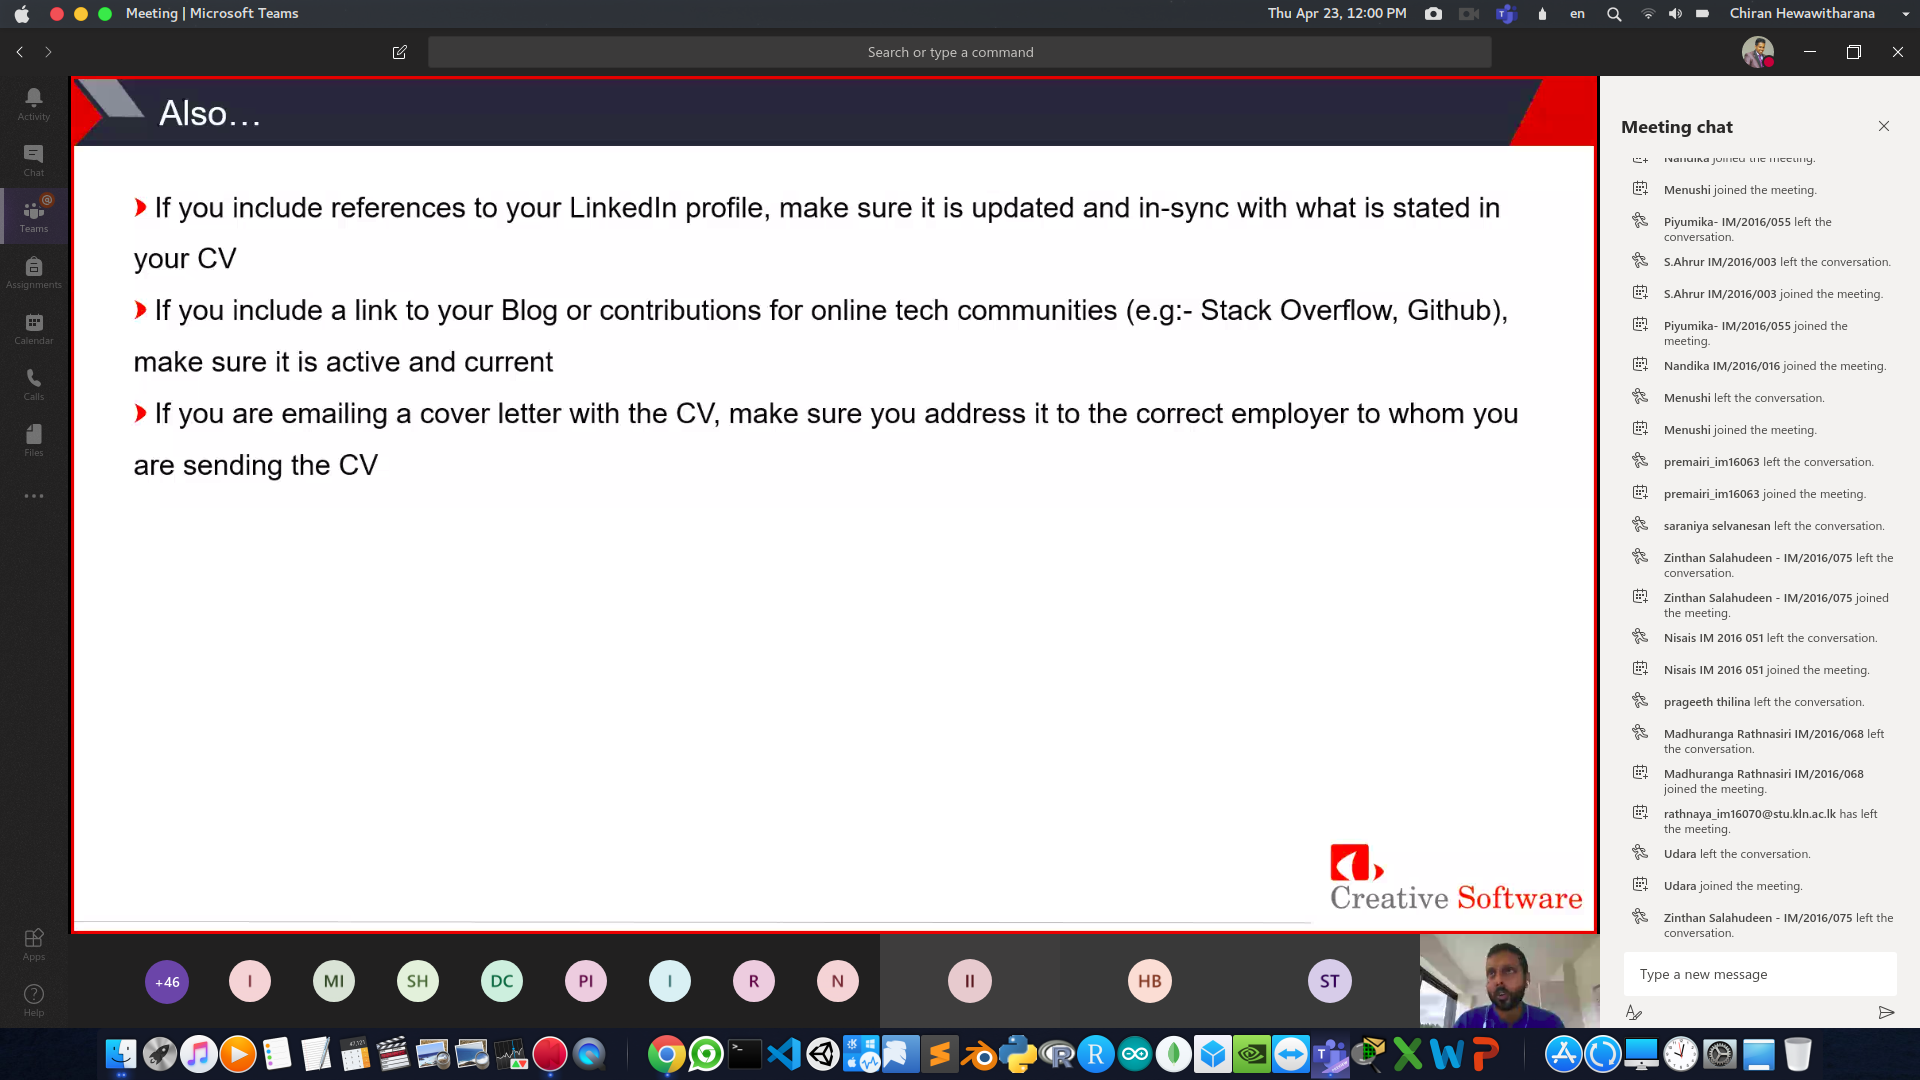 Meeting | Microsoft Teams
Thu Apr 23, 12:00 PM
en
Chiran Hewawitharana
Search or type a command
Activity
Chat
Teams
Assignments
Calendar
Calls
Files
Apps
Help
Also…
If you include references to your LinkedIn profile, make sure it is updated and in-sync with what is stated in
your CV
If you include a link to your Blog or contributions for online tech communities (e.g:- Stack Overflow, Github),
make sure it is active and current
If you are emailing a cover letter with the CV, make sure you address it to the correct employer to whom you
are sending the CV
Creative Software
+46
I
MI
SH
DC
PI
I
R
N
II
HB
ST
Meeting chat
Nandika joined the meeting.
Menushi joined the meeting.
Piyumika- IM/2016/055 left the
conversation.
S.Ahrur IM/2016/003 left the conversation.
S.Ahrur IM/2016/003 joined the meeting.
Piyumika- IM/2016/055 joined the
meeting.
Nandika IM/2016/016 joined the meeting.
Menushi left the conversation.
Menushi joined the meeting.
premairi_im16063 left the conversation.
premairi_im16063 joined the meeting.
saraniya selvanesan left the conversation.
Zinthan Salahudeen - IM/2016/075 left the
conversation.
Zinthan Salahudeen - IM/2016/075 joined
the meeting.
Nisais IM 2016 051 left the conversation.
Nisais IM 2016 051 joined the meeting.
prageeth thilina left the conversation.
Madhuranga Rathnasiri IM/2016/068 left
the conversation.
Madhuranga Rathnasiri IM/2016/068
joined the meeting.
rathnaya_im16070@stu.kln.ac.lk has left
the meeting.
Udara left the conversation.
Udara joined the meeting.
Zinthan Salahudeen - IM/2016/075 left the
conversation.
Type a new message